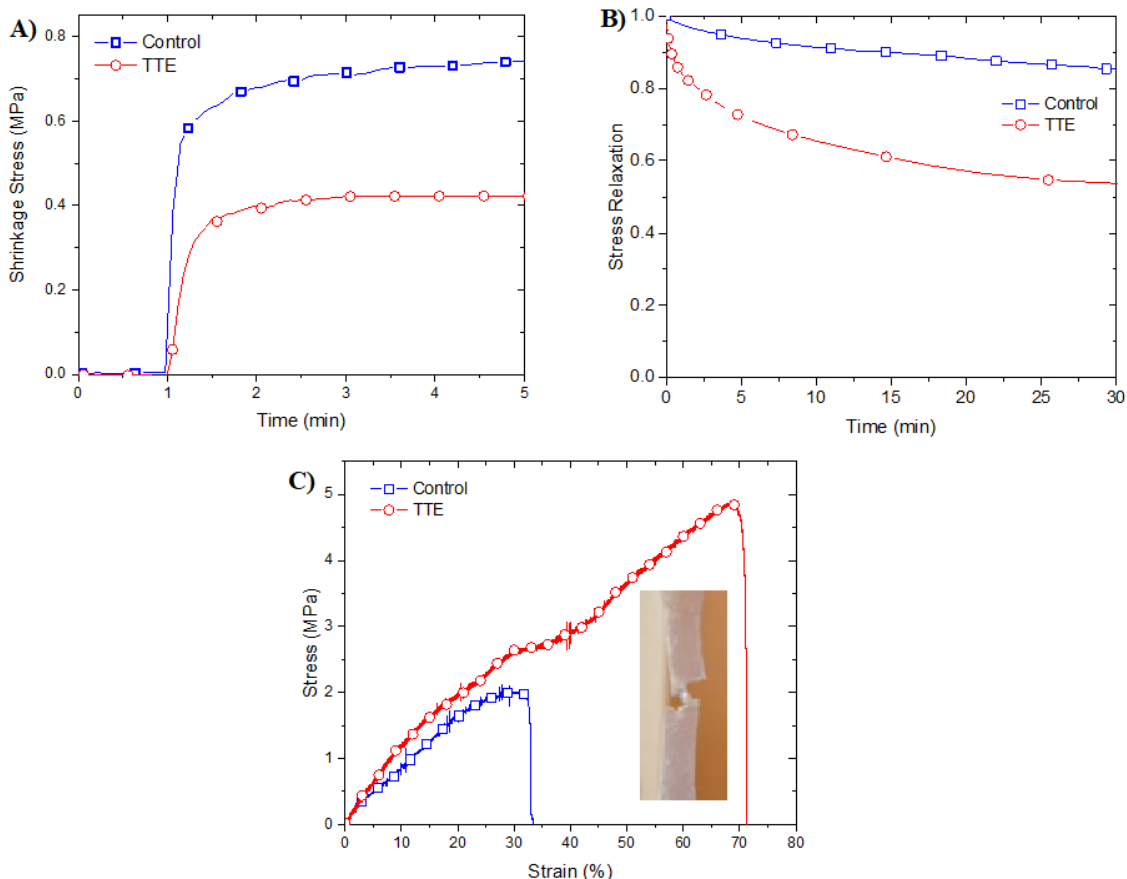 A)
Control
TTE
Shrinkage Stress (MPa)
0.8
0.6
0.4
0.2
0.0
0 1 2 3 4 5
Time (min)
B)
Control
TTE
Stress Relaxation
1.0
0.8
0.6
0.4
0.2
0.0
0 5 10 15 20 25 30
Time (min)
C)
Control
TTE
Stress (MPa)
5
4
3
2
1
0
0 10 20 30 40 50 60 70 80
Strain (%)